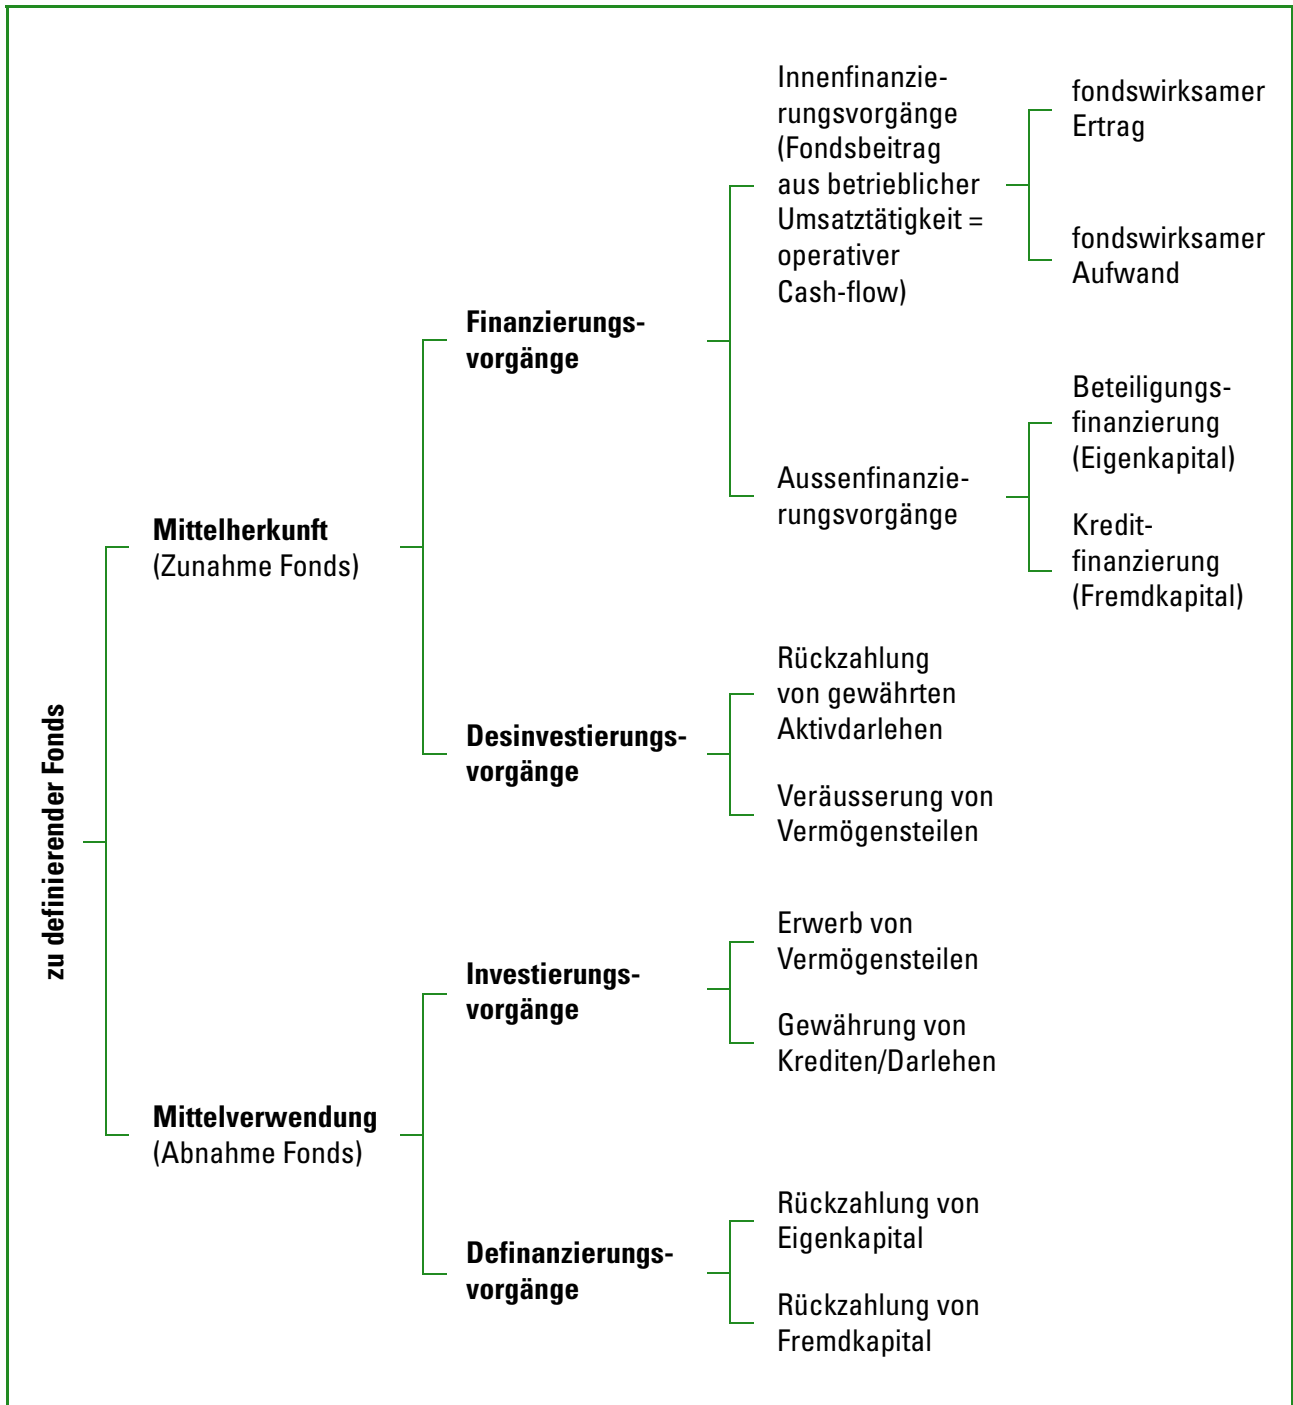 zu definierender Fonds
Mittelherkunft
(Zunahme Fonds)
Finanzierungs-
vorgänge
Innenfinanzie-
rungsvorgänge
(Fondsbeitrag
aus betrieblicher
Umsatztätigkeit =
operativer
Cash-flow)
fondswirksamer
Ertrag
fondswirksamer
Aufwand
Aussenfinanzie-
rungsvorgänge
Beteiligungs-
finanzierung
(Eigenkapital)
Kredit-
finanzierung
(Fremdkapital)
Desinvestierungs-
vorgänge
Rückzahlung
von gewährten
Aktivdarlehen
Veräusserung von
Vermögensteilen
Mittelverwendung
(Abnahme Fonds)
Investierungs-
vorgänge
Erwerb von
Vermögensteilen
Gewährung von
Krediten/Darlehen
Definanzierungs-
vorgänge
Rückzahlung von
Eigenkapital
Rückzahlung von
Fremdkapital